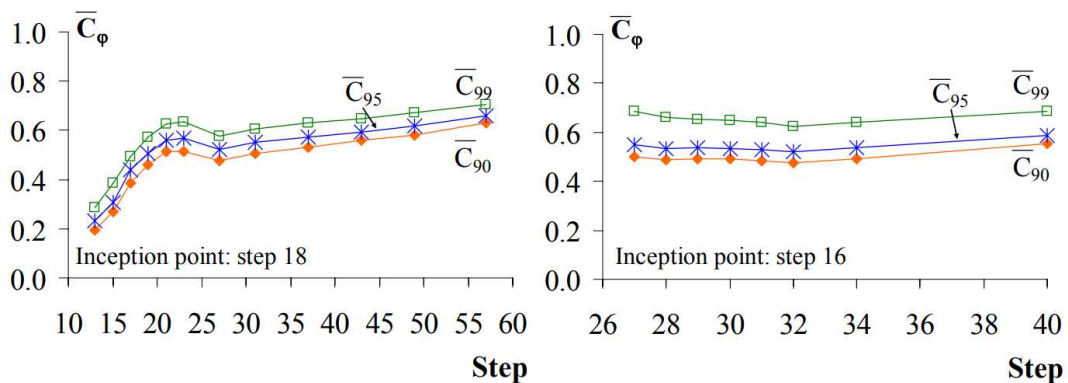 C̅φ
1.0
0.8
0.6
0.4
0.2
0.0
C̅95
C̅99
C̅90
Inception point: step 18
10 15 20 25 30 35 40 45 50 55 60
Step
C̅φ
1.0
0.8
0.6
0.4
0.2
0.0
C̅95
C̅99
C̅90
Inception point: step 16
26 28 30 32 34 36 38 40
Step